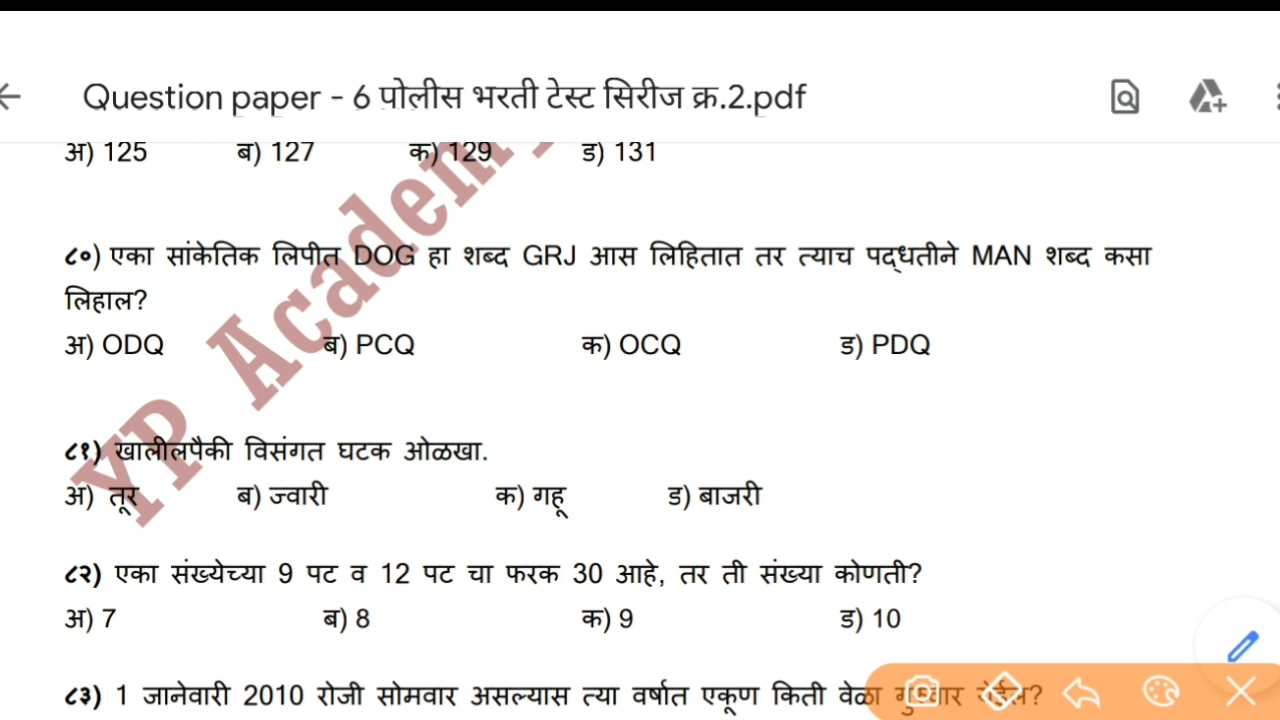 Question paper - 6 पोलीस भरती टेस्ट सिरीज क्र.2.pdf
अ) 125 ब) 127 क) 129 ड) 131
८०) एका सांकेतिक लिपीत DOG हा शब्द GRJ आस लिहितात तर त्याच पद्धतीने MAN शब्द कसा
लिहाल?
अ) ODQ ब) PCQ क) OCQ ड) PDQ
८१) खालीलपैकी विसंगत घटक ओळखा.
अ) तूर ब) ज्वारी क) गहू ड) बाजरी
८२) एका संख्येच्या 9 पट व 12 पट चा फरक 30 आहे, तर ती संख्या कोणती?
अ) 7 ब) 8 क) 9 ड) 10
८३) 1 जानेवारी 2010 रोजी सोमवार असल्यास त्या वर्षात एकूण किती वेळा
YP Academy